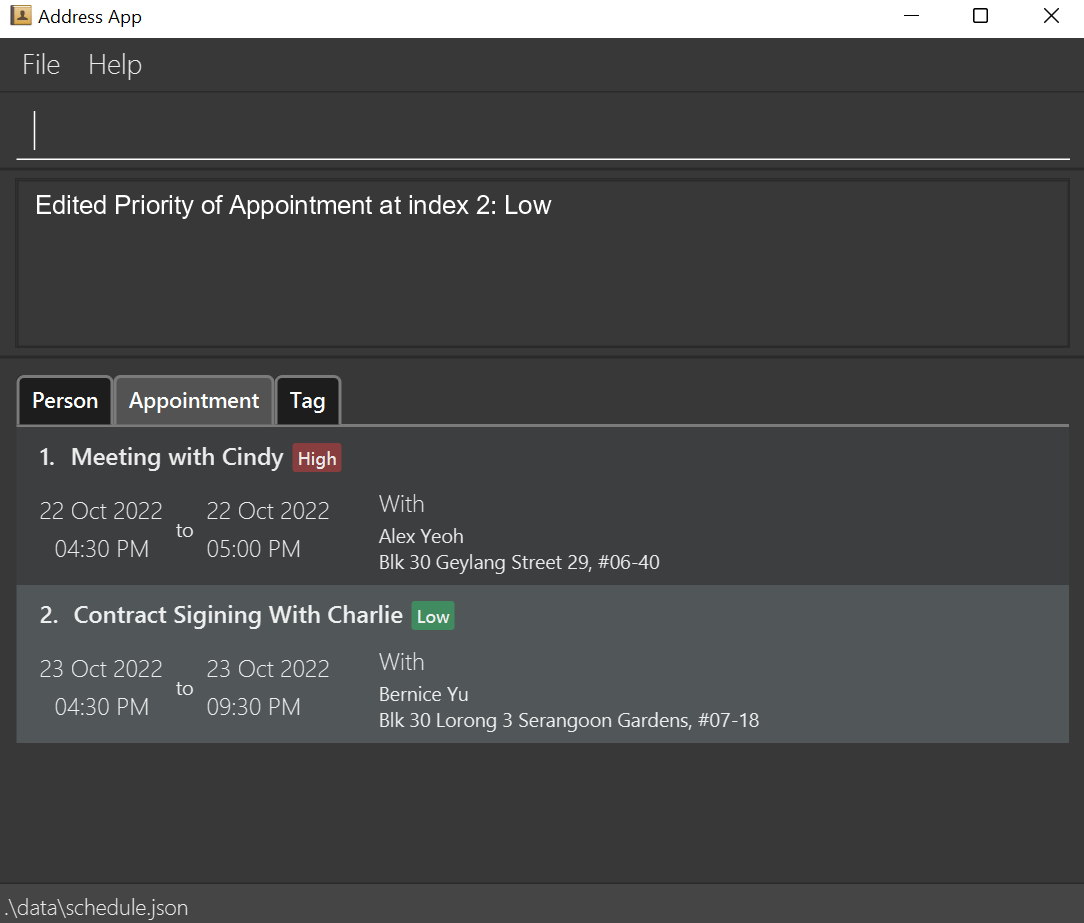 Address App
File Help
Edited Priority of Appointment at index 2: Low
Person Appointment Tag
1. Meeting with Cindy High
22 Oct 2022 to 22 Oct 2022
04:30 PM 05:00 PM
With
Alex Yeoh
Blk 30 Geylang Street 29, #06-40
2. Contract Sigining With Charlie Low
23 Oct 2022 to 23 Oct 2022
04:30 PM 09:30 PM
With
Bernice Yu
Blk 30 Lorong 3 Serangoon Gardens, #07-18
.\data\schedule.json